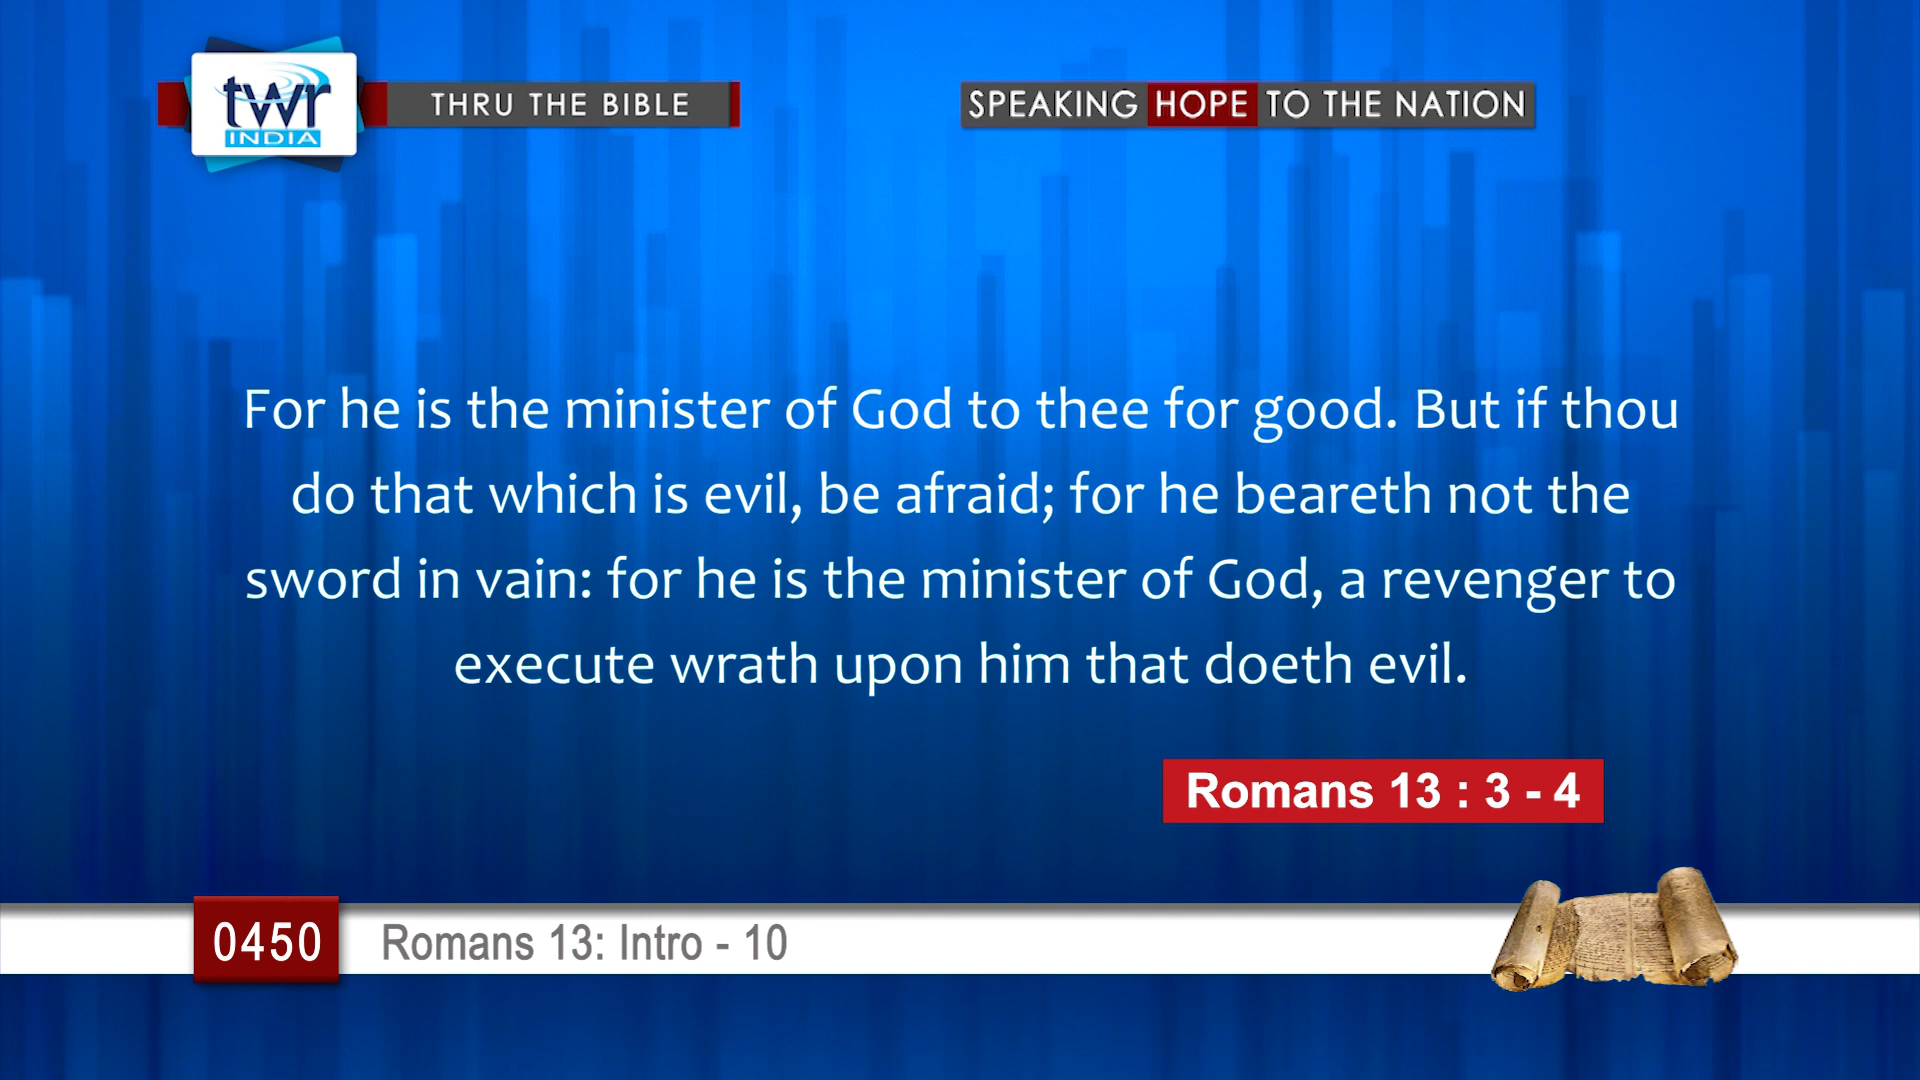 twr
INDIA
THRU THE BIBLE
SPEAKING HOPE TO THE NATION
For he is the minister of God to thee for good. But if thou
do that which is evil, be afraid; for he beareth not the
sword in vain: for he is the minister of God, a revenger to
execute wrath upon him that doeth evil.
Romans 13 : 3 - 4
0450
Romans 13: Intro - 10